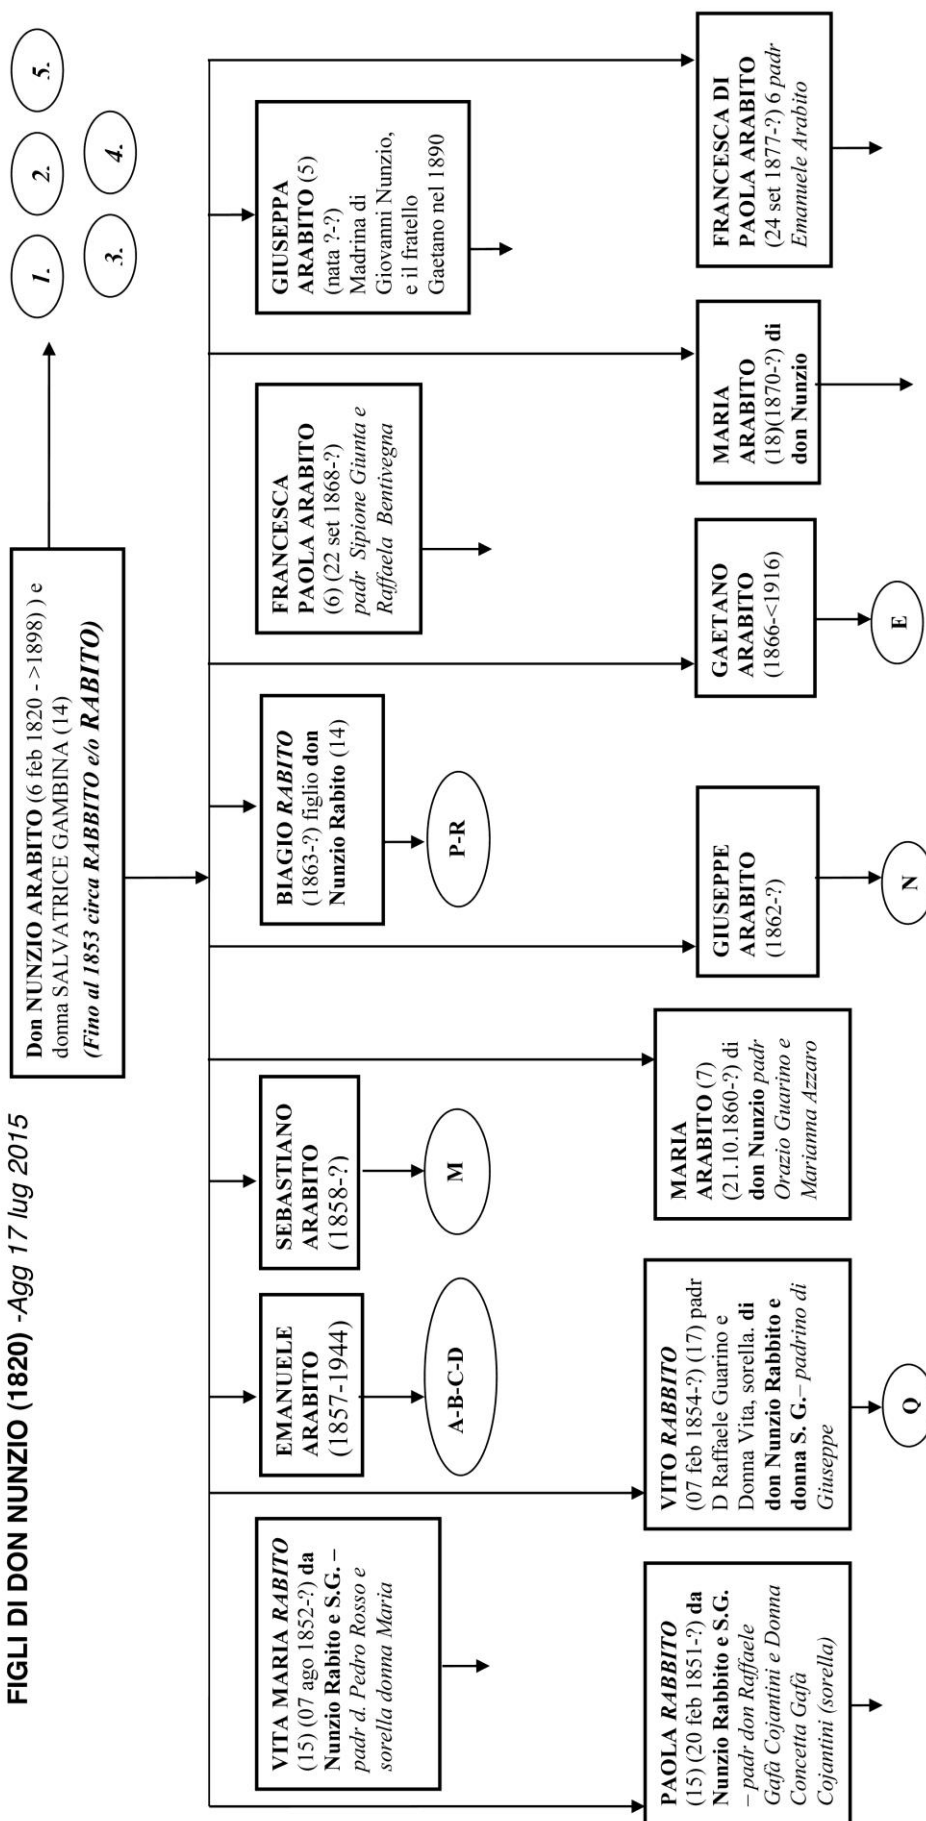 FIGLI DI DON NUNZIO (1820) -Agg 17 lug 2015
Don NUNZIO ARABITO (6 feb 1820 - >1898) ) e
donna SALVATRICE GAMBINA (14)
(Fino al 1853 circa RABBITO e/o RABITO)
1.
2.
5.
3.
4.
VITA MARIA RABITO
(15) (07 ago 1852-?) da
Nunzio Rabito e S.G. –
padr d. Pedro Rosso e
sorella donna Maria
EMANUELE
ARABITO
(1857-1944)
A-B-C-D
SEBASTIANO
ARABITO
(1858-?)
M
BIAGIO RABITO
(1863-?) figlio don
Nunzio Rabito (14)
P-R
FRANCESCA
PAOLA ARABITO
(6) (22 set 1868-?)
padr Sipione Giunta e
Raffaela Bentivegna
GIUSEPPA
ARABITO (5)
(nata ?-?)
Madrina di
Giovanni Nunzio,
e il fratello
Gaetano nel 1890
PAOLA RABBITO
(15) (20 feb 1851-?) da
Nunzio Rabbito e S.G.
– padr don Raffaele
Gafà Cojantini e Donna
Concetta Gafà
Cojantini (sorella)
VITO RABBITO
(07 feb 1854-?) (17) padr
D Raffaele Guarino e
Donna Vita, sorella. di
don Nunzio Rabbito e
donna S. G.– padrino di
Giuseppe
Q
MARIA
ARABITO (7)
(21.10.1860-?) di
don Nunzio padr
Orazio Guarino e
Marianna Azzaro
GIUSEPPE
ARABITO
(1862-?)
N
GAETANO
ARABITO
(1866-<1916)
E
MARIA
ARABITO
(18)(1870-?) di
don Nunzio
FRANCESCA DI
PAOLA ARABITO
(24 set 1877-?) 6 padr
Emanuele Arabito